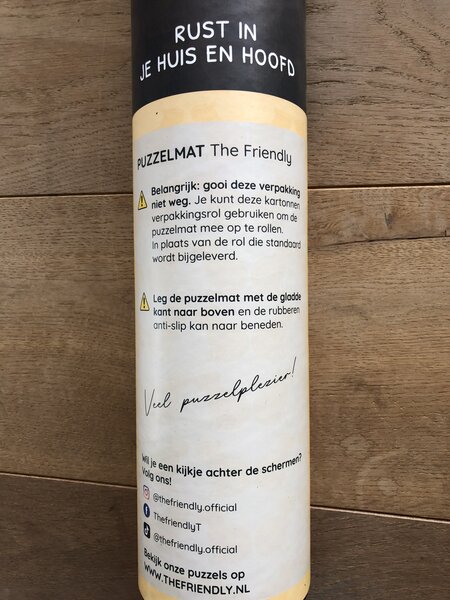 RUST IN
JE HUIS EN HOOFD
PUZZELMAT The Friendly
Belangrijk: gooi deze verpakking
niet weg. Je kunt deze kartonnen
verpakkingsrol gebruiken om de
puzzelmat mee op te rollen.
In plaats van de rol die standaard
wordt bijgeleverd.
Leg de puzzelmat met de gladde
kant naar boven en de rubberen
anti-slip kan naar beneden.
Veel puzzelplezier!
Wil je een kijkje achter de schermen?
Volg ons!
@thefriendly.official
ThefriendlyT
@thefriendly.official
Bekijk onze puzzels op
WWW.THEFRIENDLY.NL